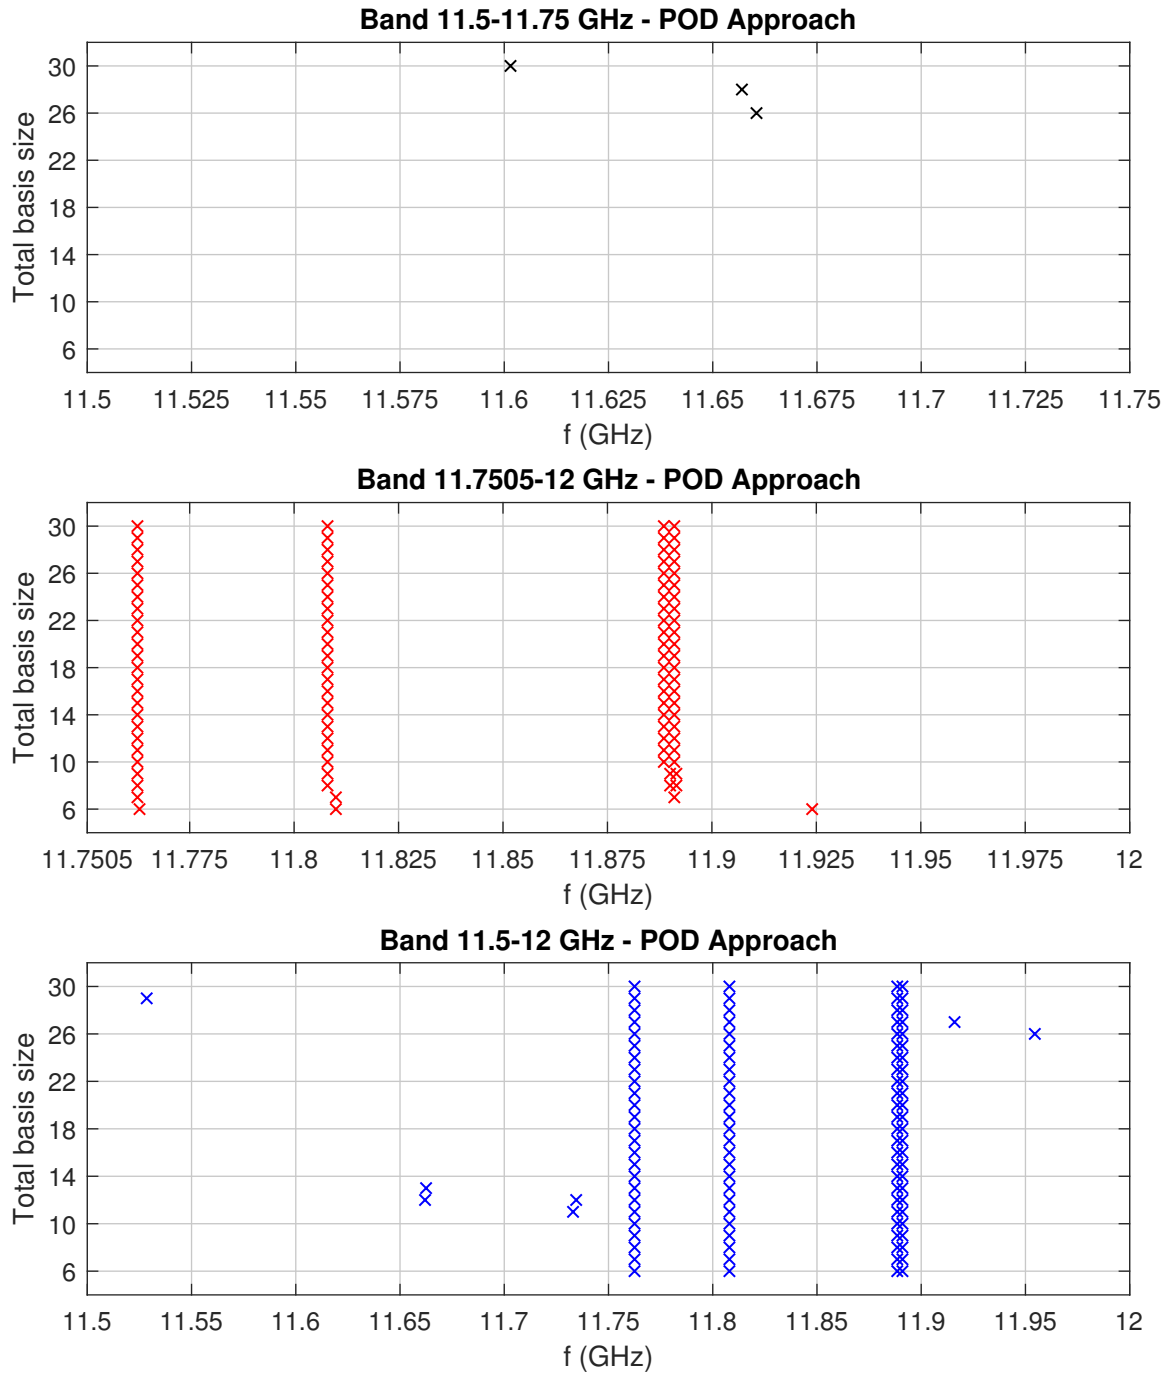 Band 11.5-11.75 GHz - POD Approach
Total basis size
30
26
22
18
14
10
6
11.5 11.525 11.55 11.575 11.6 11.625 11.65 11.675 11.7 11.725 11.75
f (GHz)
Band 11.7505-12 GHz - POD Approach
Total basis size
30
26
22
18
14
10
6
11.7505 11.775 11.8 11.825 11.85 11.875 11.9 11.925 11.95 11.975 12
f (GHz)
Band 11.5-12 GHz - POD Approach
Total basis size
30
26
22
18
14
10
6
11.5 11.55 11.6 11.65 11.7 11.75 11.8 11.85 11.9 11.95 12
f (GHz)